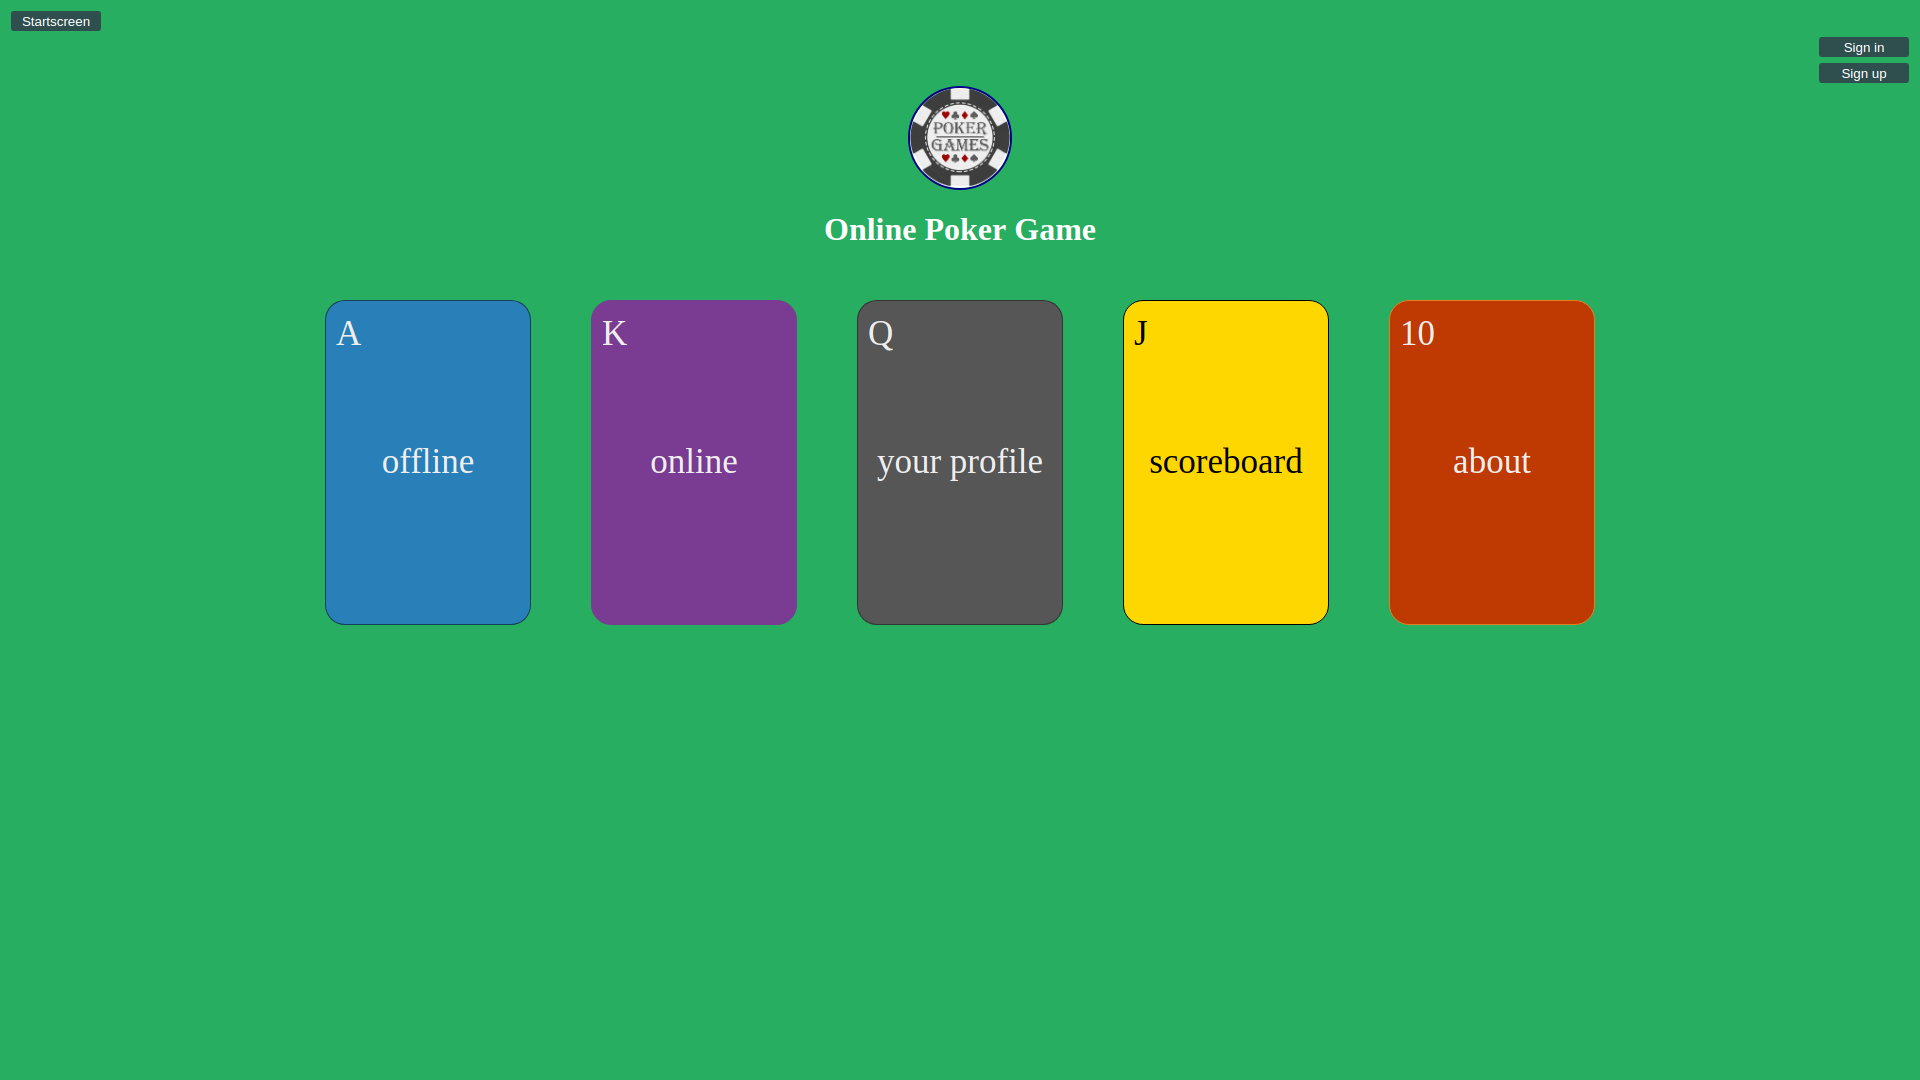 Startscreen
Sign in
Sign up
POKER
GAMES
Online Poker Game
A
offline
K
online
Q
your profile
J
scoreboard
10
about